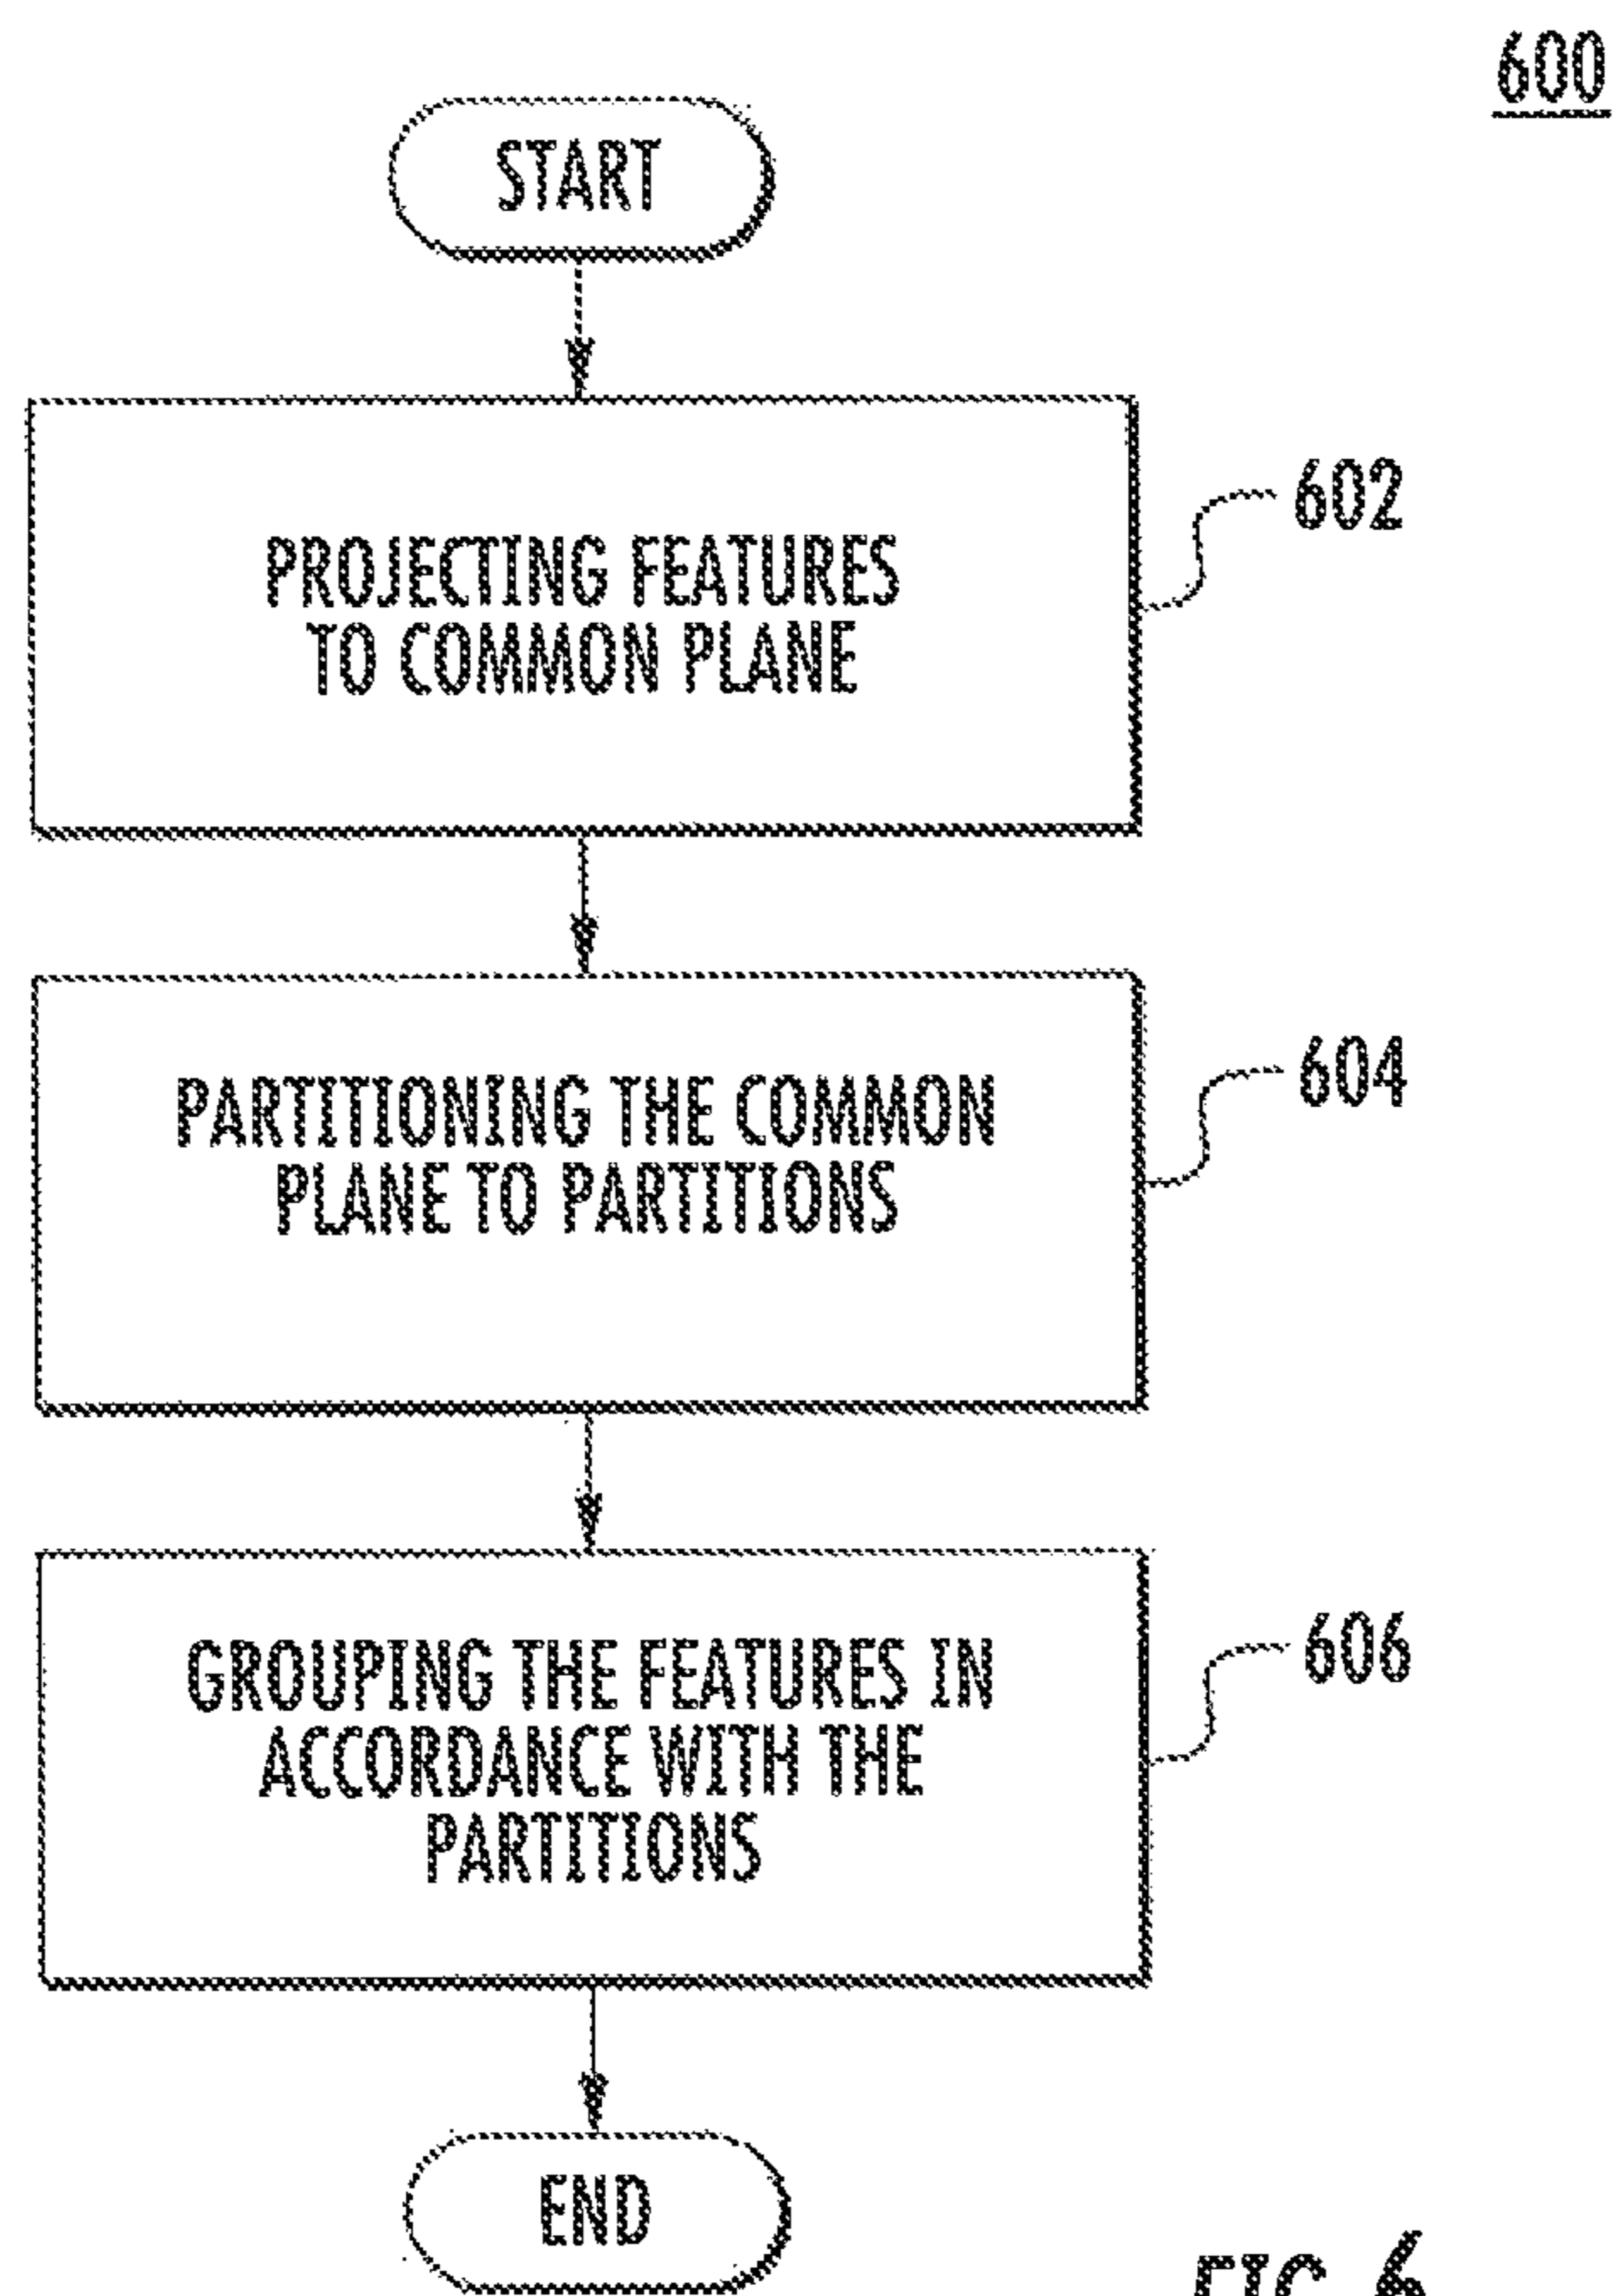 600
START
PROJECTING FEATURES
TO COMMON PLANE
602
PARTITIONING THE COMMON
PLANE TO PARTITIONS
604
GROUPING THE FEATURES IN
ACCORDANCE WITH THE
PARTITIONS
606
END
FIG. 6